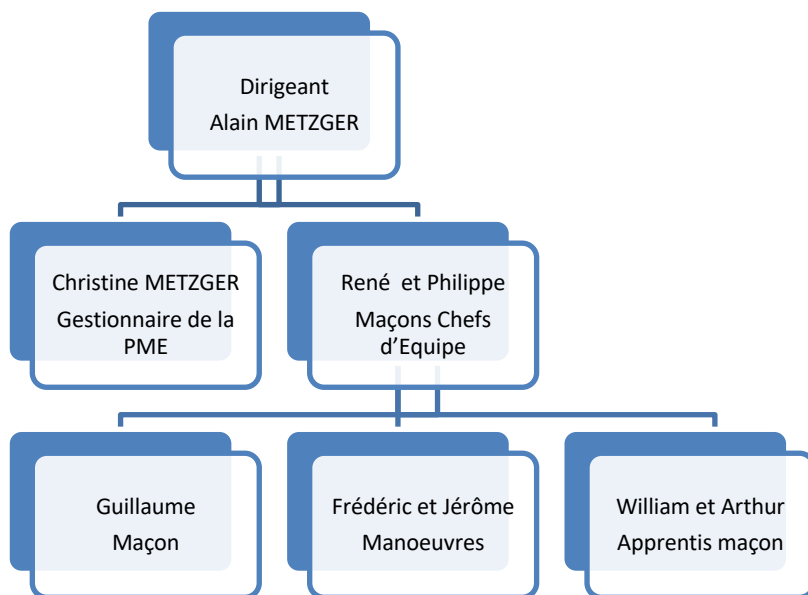 Dirigeant
Alain METZGER
Christine METZGER
Gestionnaire de la
PME
René  et Philippe
Maçons Chefs
d’Equipe
Guillaume
Maçon
Frédéric et Jérôme
Manoeuvres
William et Arthur
Apprentis maçon